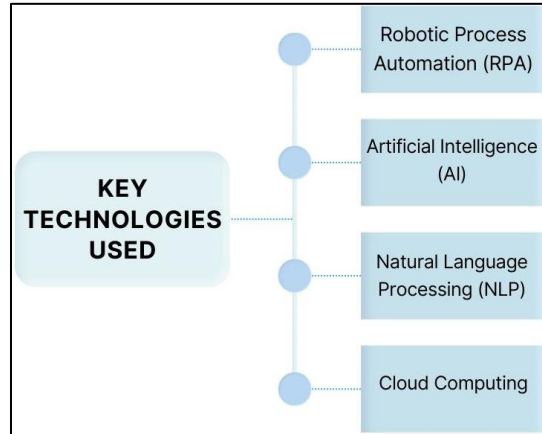 KEY
TECHNOLOGIES
USED
Robotic Process
Automation (RPA)
Artificial Intelligence
(AI)
Natural Language
Processing (NLP)
Cloud Computing